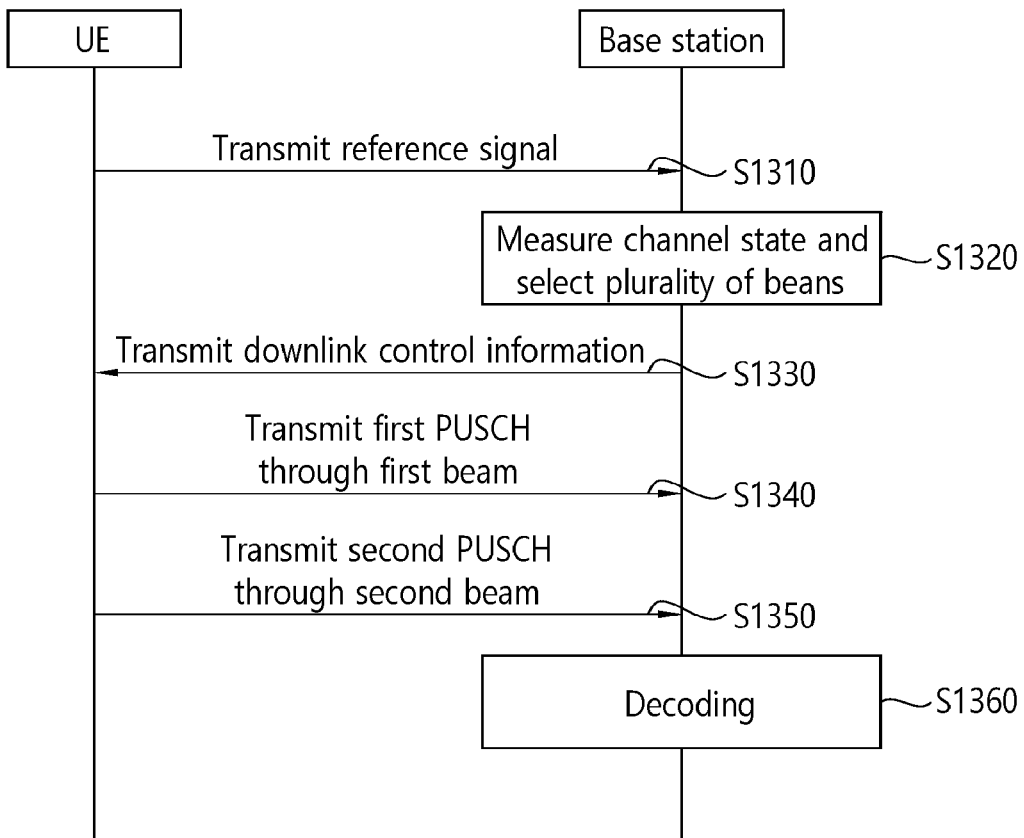 UE
Base station
Transmit reference signal
S1310
Measure channel state and
select plurality of beans
S1320
Transmit downlink control information
S1330
Transmit first PUSCH
through first beam
S1340
Transmit second PUSCH
through second beam
S1350
Decoding
S1360